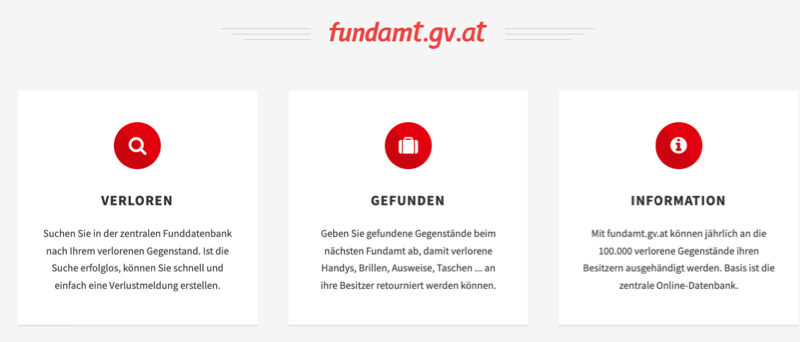 fundamt.gv.at
VERLOREN
Suchen Sie in der zentralen Funddatenbank
nach Ihrem verlorenen Gegenstand. Ist die
Suche erfolglos, können Sie schnell und
einfach eine Verlustmeldung erstellen.
GEFUNDEN
Geben Sie gefundene Gegenstände beim
nächsten Fundamt ab, damit verlorene
Handys, Brillen, Ausweise, Taschen ... an
ihre Besitzer retourniert werden können.
INFORMATION
Mit fundamt.gv.at können jährlich an die
100.000 verlorene Gegenstände ihren
Besitzern ausgehändigt werden. Basis ist die
zentrale Online-Datenbank.